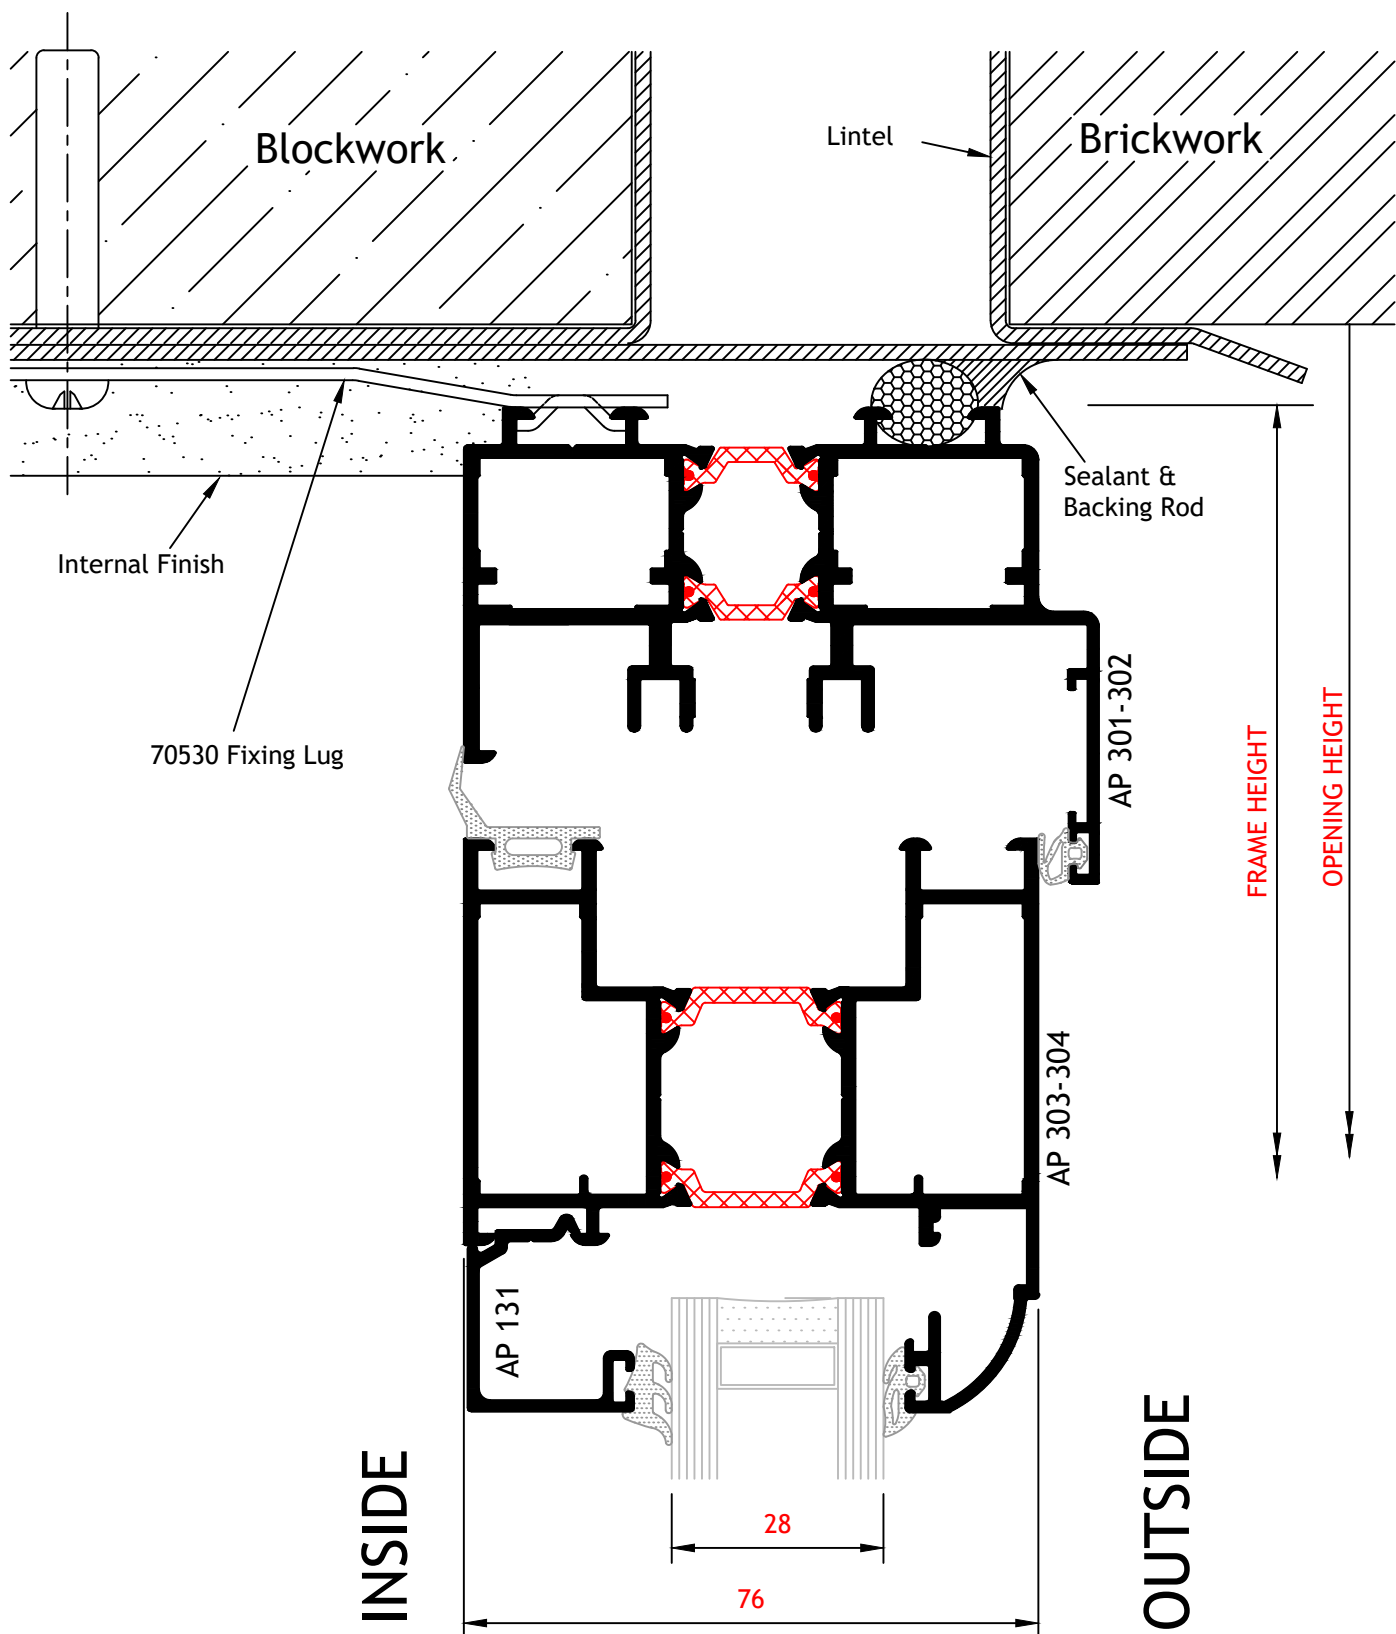 Blockwork
Lintel
Brickwork
Sealant &
Backing Rod
Internal Finish
70530 Fixing Lug
AP 301-302
FRAME HEIGHT
OPENING HEIGHT
AP 303-304
AP 131
INSIDE
OUTSIDE
28
76